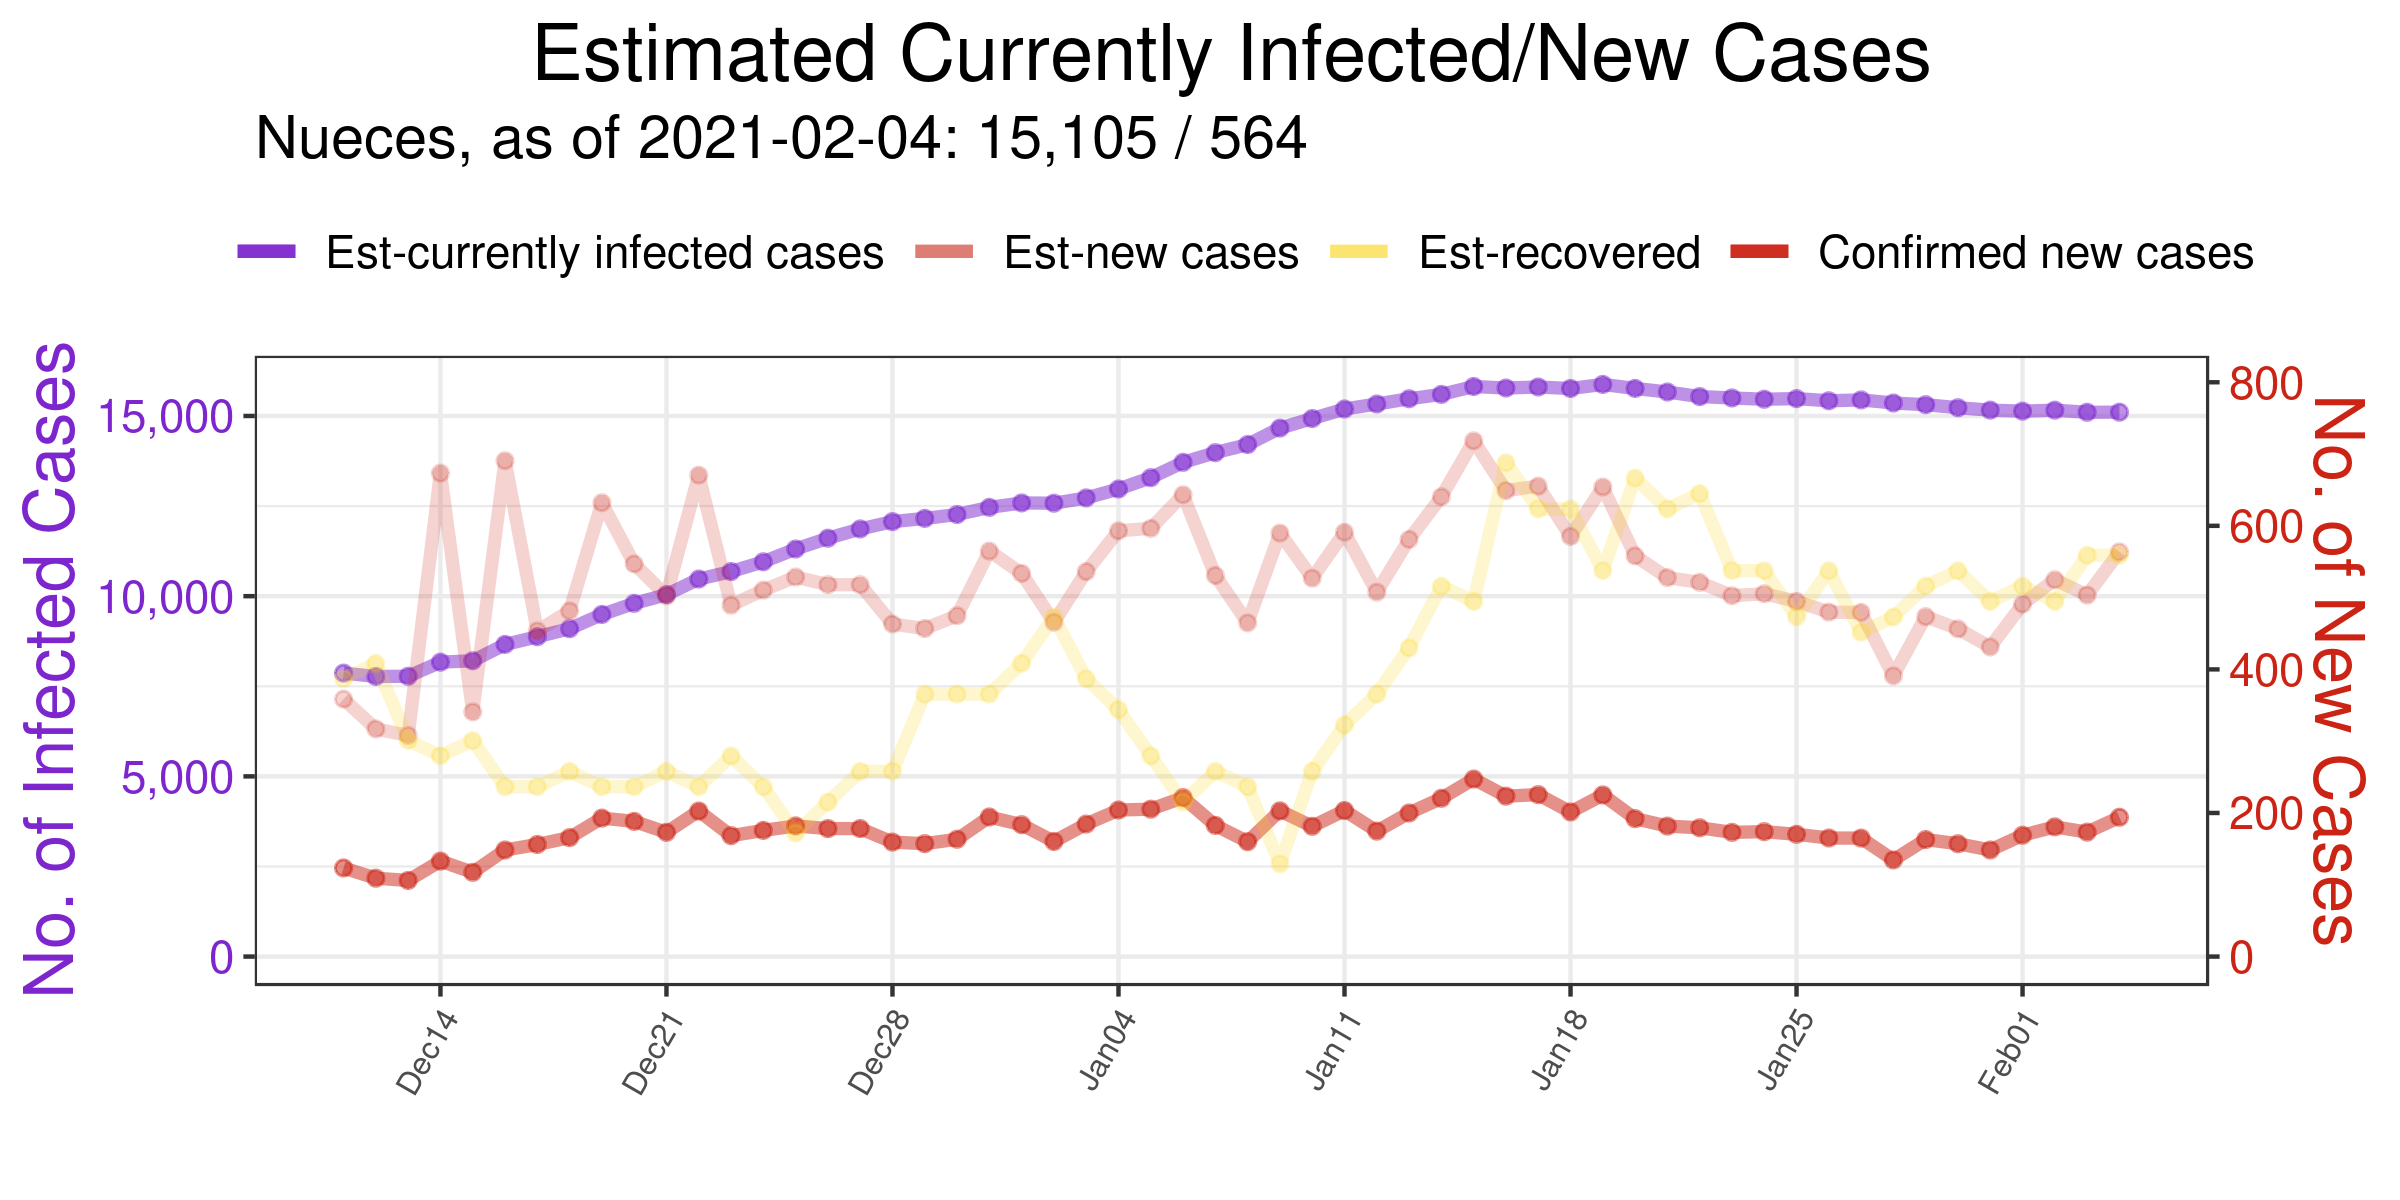 Estimated Currently Infected/New Cases
Nueces, as of 2021-02-04: 15,105 / 564
Est-currently infected cases Est-new cases Est-recovered Confirmed new cases
No. of Infected Cases
15,000
10,000
5,000
0
800
600
400
200
0
No. of New Cases
Dec14 Dec21 Dec28 Jan04 Jan11 Jan18 Jan25 Feb01